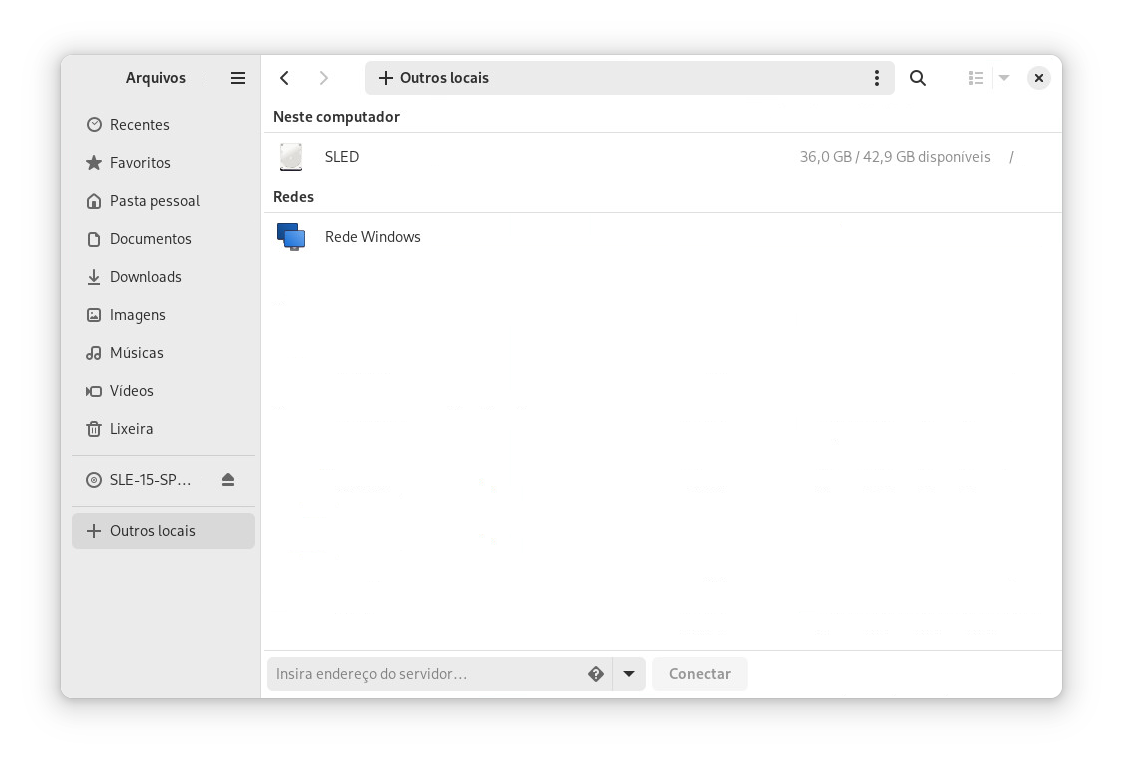 Arquivos
Recentes
Favoritos
Pasta pessoal
Documentos
Downloads
Imagens
Músicas
Vídeos
Lixeira
SLE-15-SP…
Outros locais
Outros locais
Neste computador
SLED 36,0 GB / 42,9 GB disponíveis /
Redes
Rede Windows
Insira endereço do servidor… Conectar